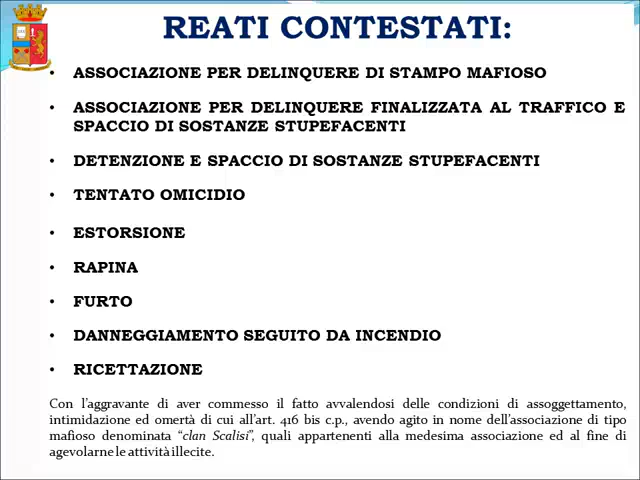 REATI CONTESTATI:
• ASSOCIAZIONE PER DELINQUERE DI STAMPO MAFIOSO
• ASSOCIAZIONE PER DELINQUERE FINALIZZATA AL TRAFFICO E
SPACCIO DI SOSTANZE STUPEFACENTI
• DETENZIONE E SPACCIO DI SOSTANZE STUPEFACENTI
• TENTATO OMICIDIO
• ESTORSIONE
• RAPINA
• FURTO
• DANNEGGIAMENTO SEGUITO DA INCENDIO
• RICETTAZIONE
Con l'aggravante di aver commesso il fatto avvalendosi delle condizioni di assoggettamento,
intimidazione ed omertà di cui all'art. 416 bis c.p., avendo agito in nome dell'associazione di tipo
mafioso denominata "clan Scalisi", quali appartenenti alla medesima associazione ed al fine di
agevolarne le attività illecite.